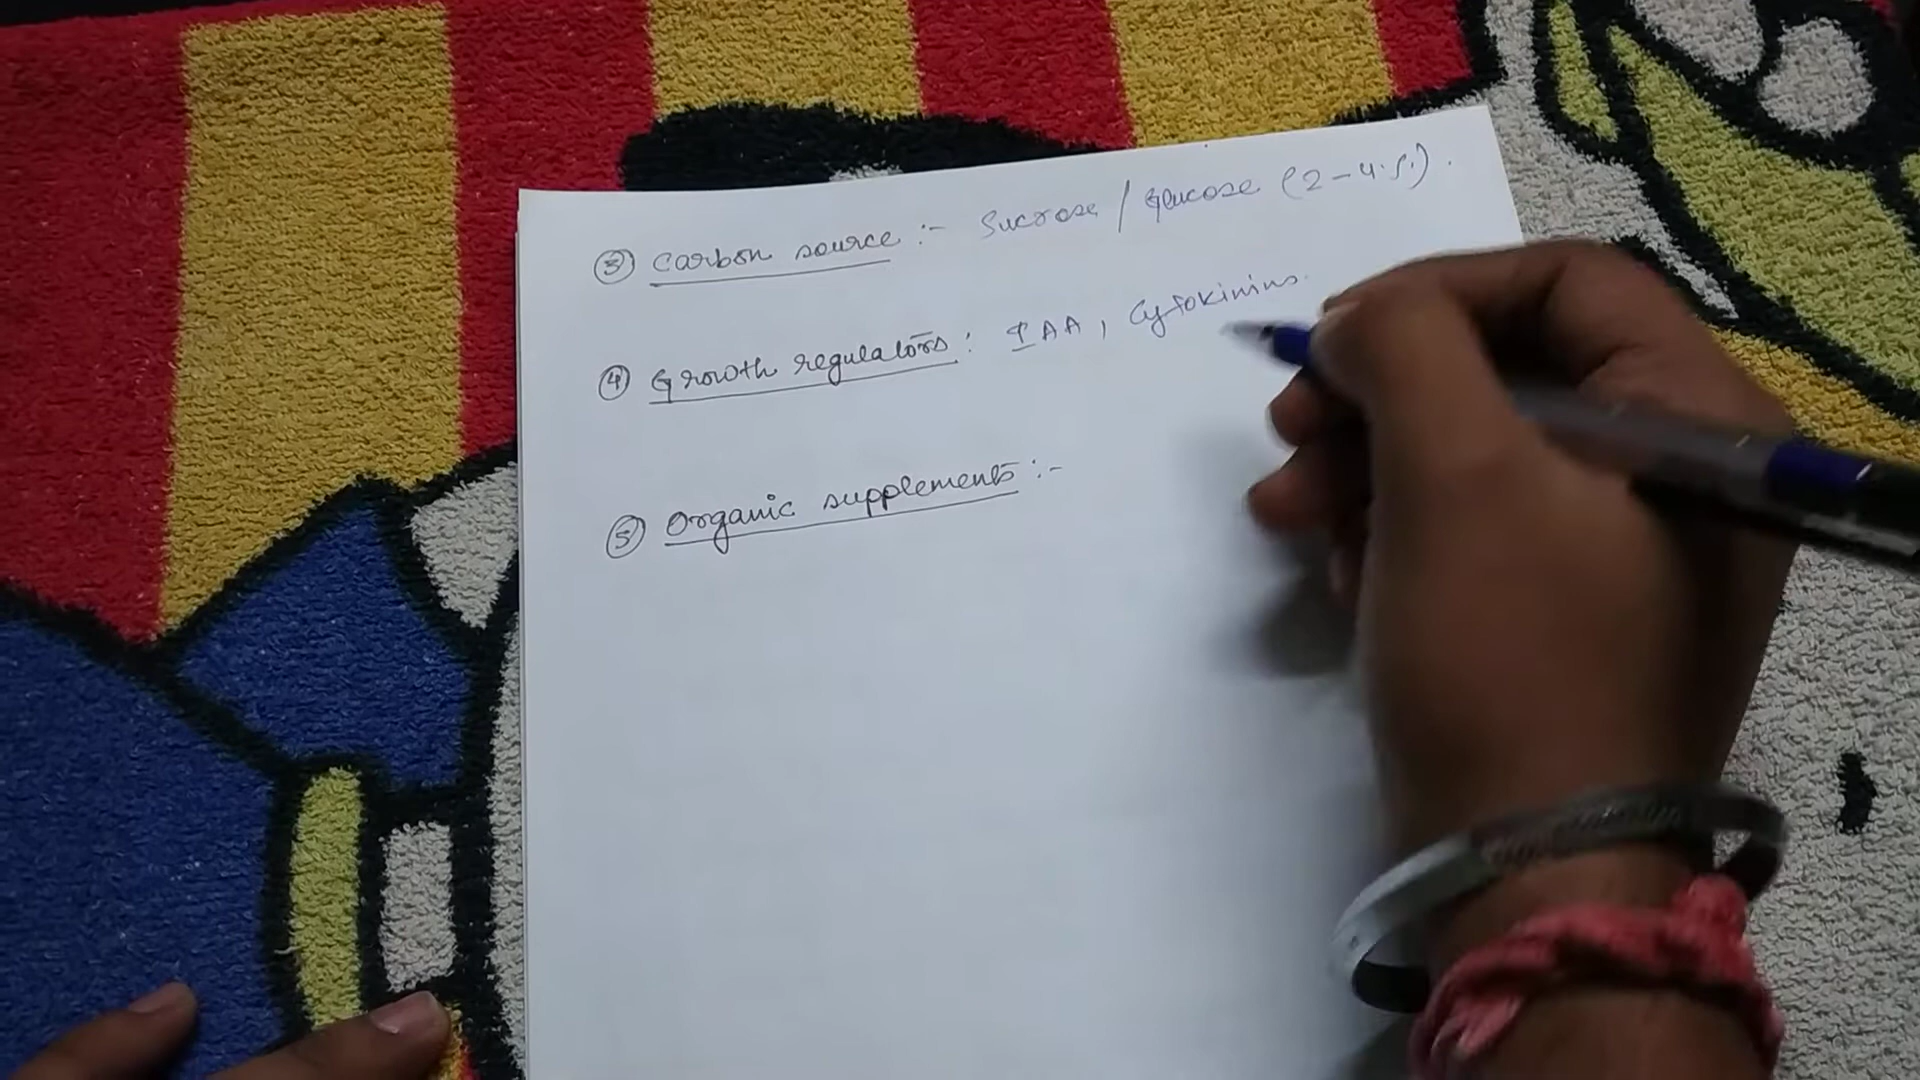 ③ Carbon source :- Sucrose / Glucose (2-4.%) .
④ Growth regulators : IAA , Cytokinins.
⑤ Organic supplements :-